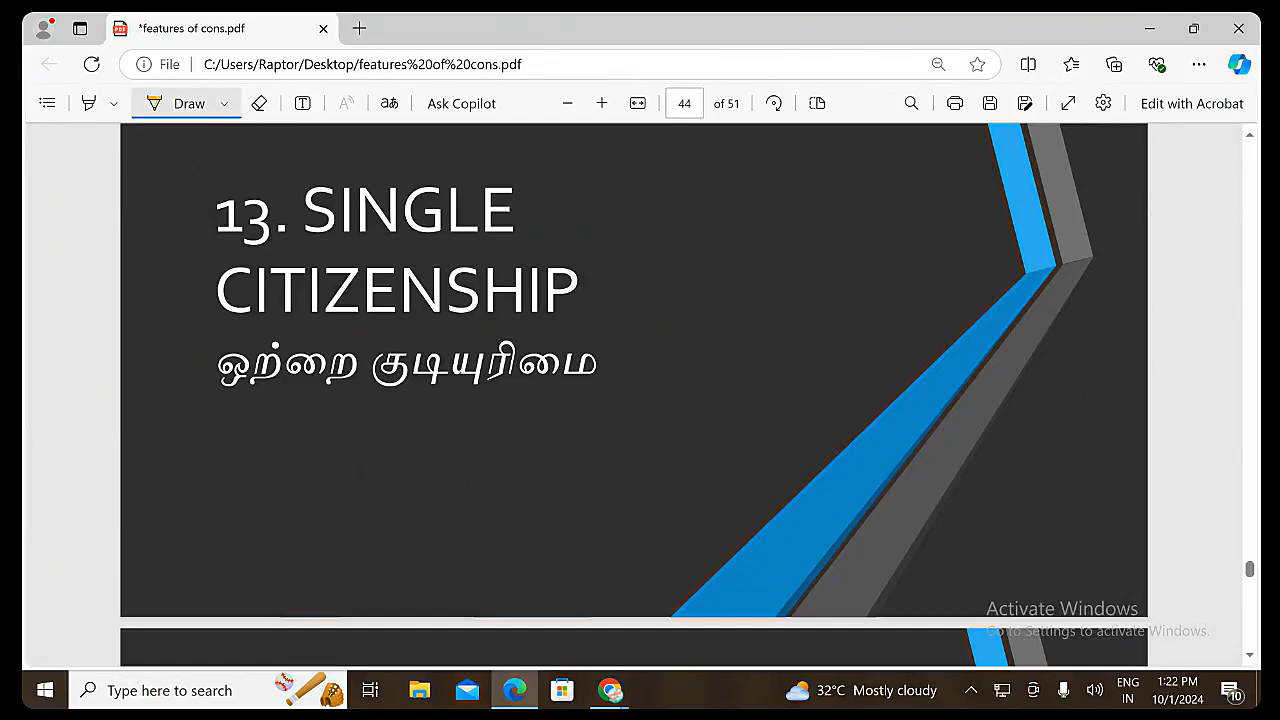 *features of cons.pdf
File
C:/Users/Raptor/Desktop/features%20of%20cons.pdf
Draw
Ask Copilot
44
of 51
Edit with Acrobat
13. SINGLE
CITIZENSHIP
ஒற்றை குடியுரிமை
Activate Windows
Go to Settings to activate Windows.
Type here to search
32°C Mostly cloudy
ENG
IN
1:22 PM
10/1/2024
10